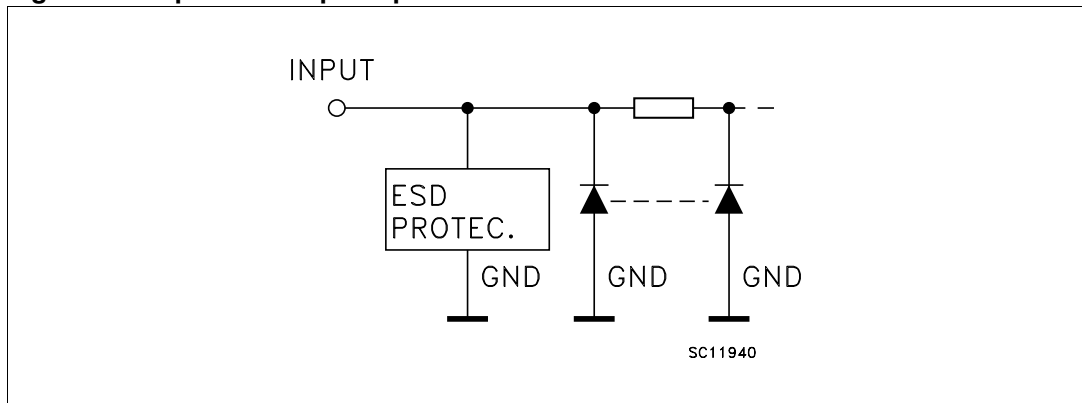 INPUT
ESD
PROTEC.
GND GND GND
SC11940